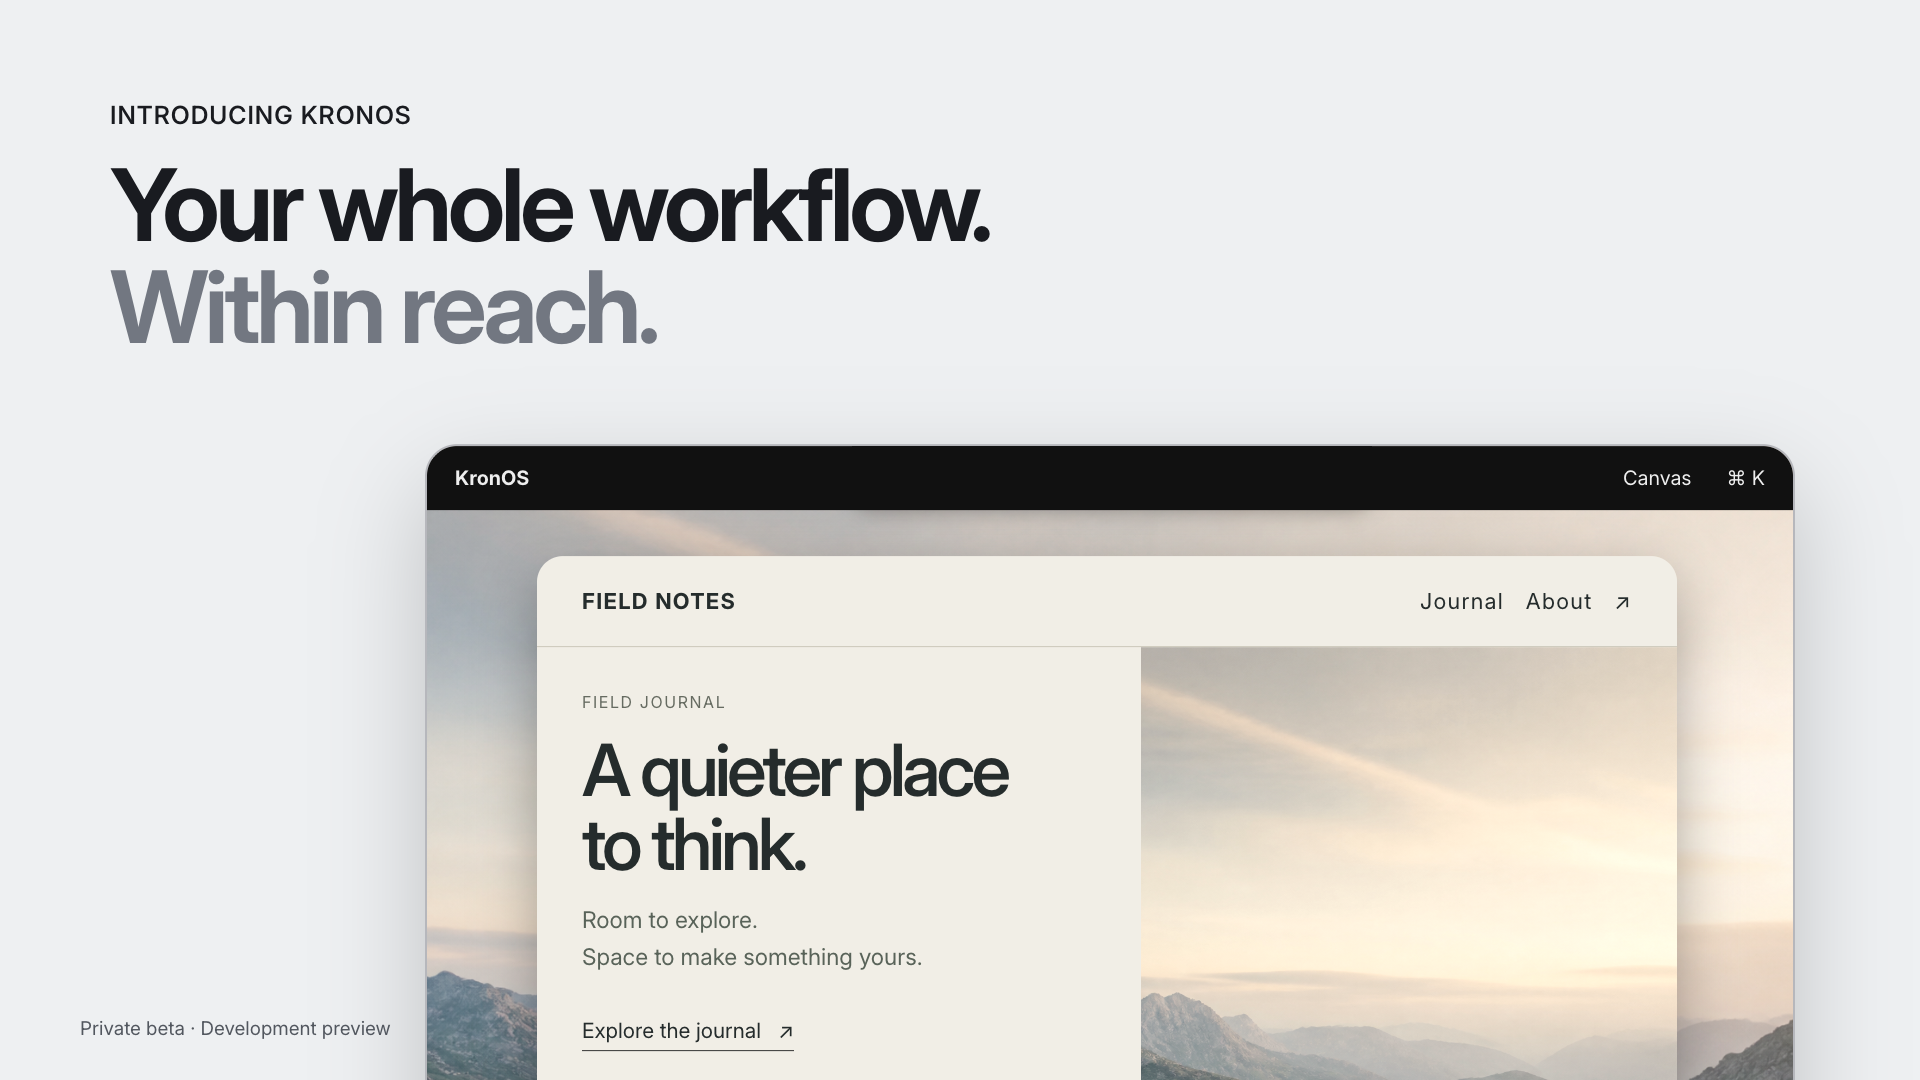 INTRODUCING KRONOS
Your whole workflow.
Within reach.
KronOS
Canvas ⌘ K
FIELD NOTES
Journal About ↗
FIELD JOURNAL
A quieter place
to think.
Room to explore.
Space to make something yours.
Explore the journal ↗
Private beta · Development preview